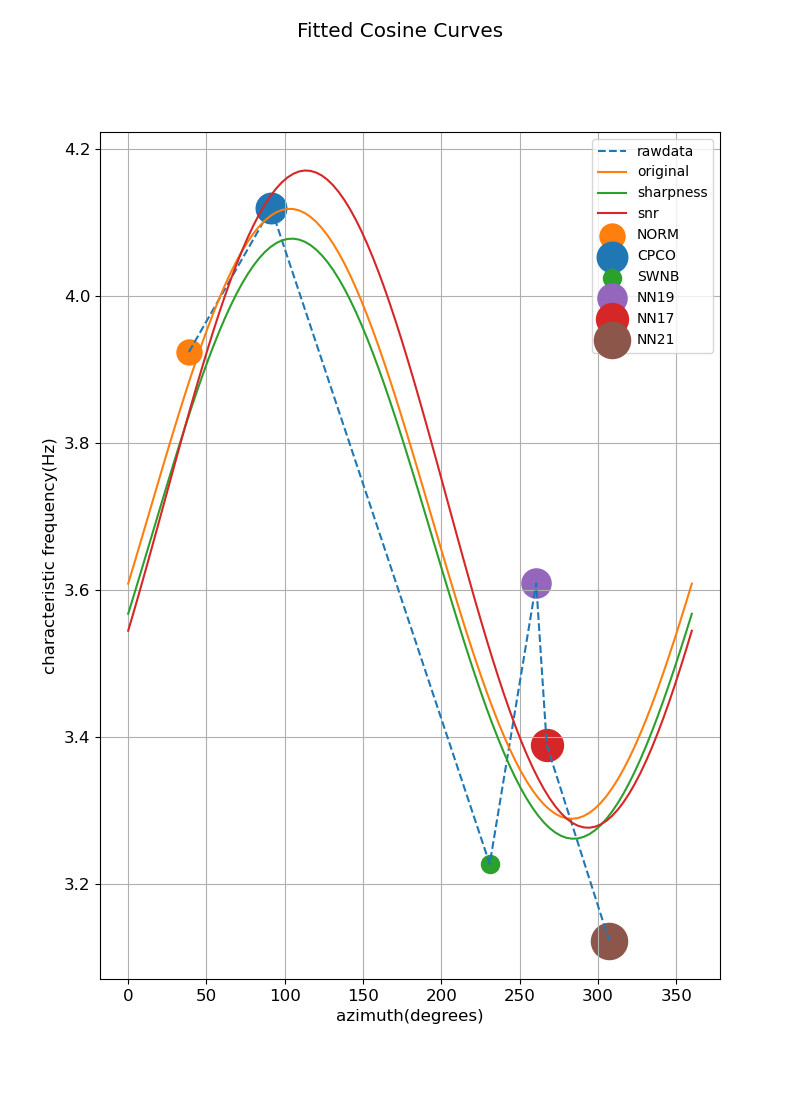 Fitted Cosine Curves
4.2
4.0
3.8
3.6
3.4
3.2
characteristic frequency(Hz)
rawdata
original
sharpness
snr
NORM
CPCO
SWNB
NN19
NN17
NN21
0 50 100 150 200 250 300 350
azimuth(degrees)